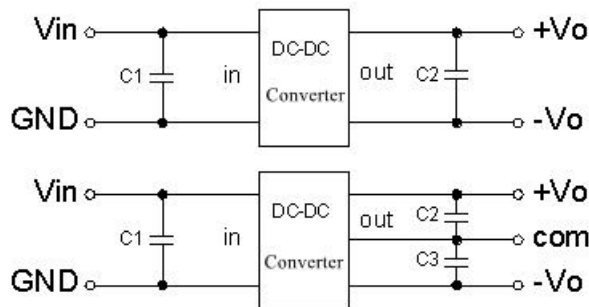 Vin
+Vo
DC-DC
C1
in
out
C2
Converter
GND
-Vo
Vin
+Vo
DC-DC
out
C2
C1
in
com
Converter
C3
GND
-Vo